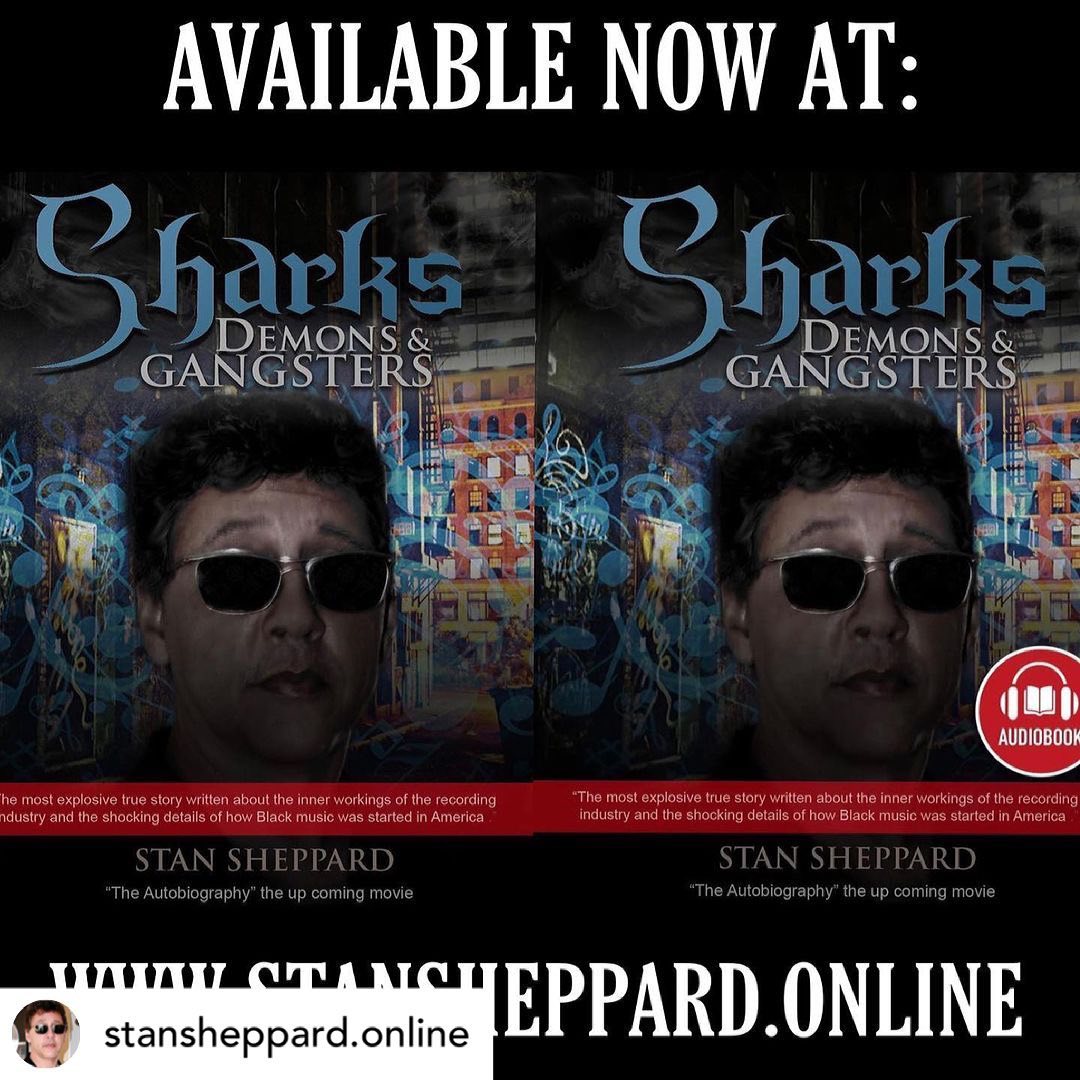 AVAILABLE NOW AT:
Sharks
DEMONS &
GANGSTERS
he most explosive true story written about the inner workings of the recording
ndustry and the shocking details of how Black music was started in America ."
STAN SHEPPARD
“The Autobiography” the up coming movie
Sharks
DEMONS &
GANGSTERS
AUDIOBOOK
“The most explosive true story written about the inner workings of the recording
industry and the shocking details of how Black music was started in America ."
STAN SHEPPARD
“The Autobiography” the up coming movie
WWW.STANSHEPPARD.ONLINE
stansheppard.online